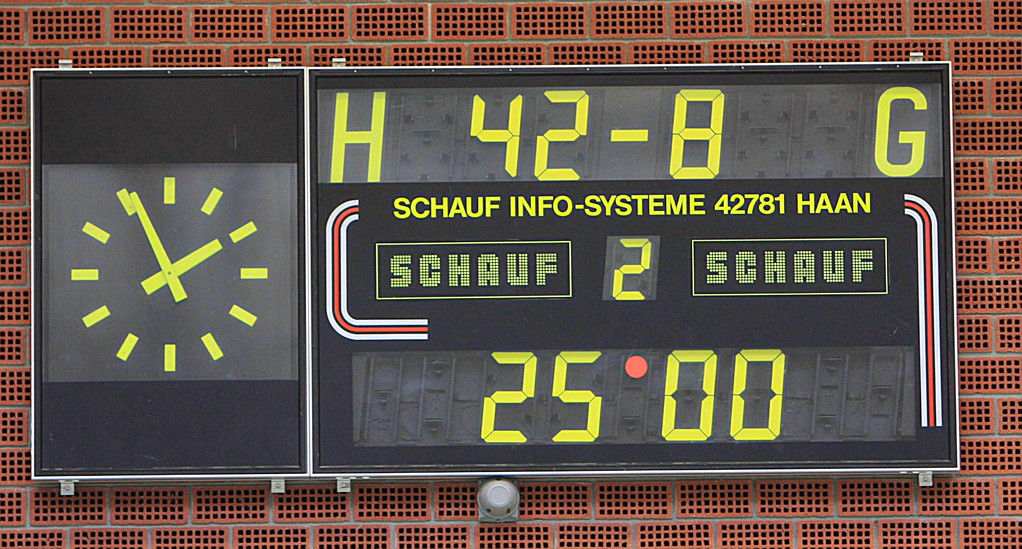 H 42-8 G
SCHAUF INFO-SYSTEME 42781 HAAN
SCHAUF 2 SCHAUF
25 00